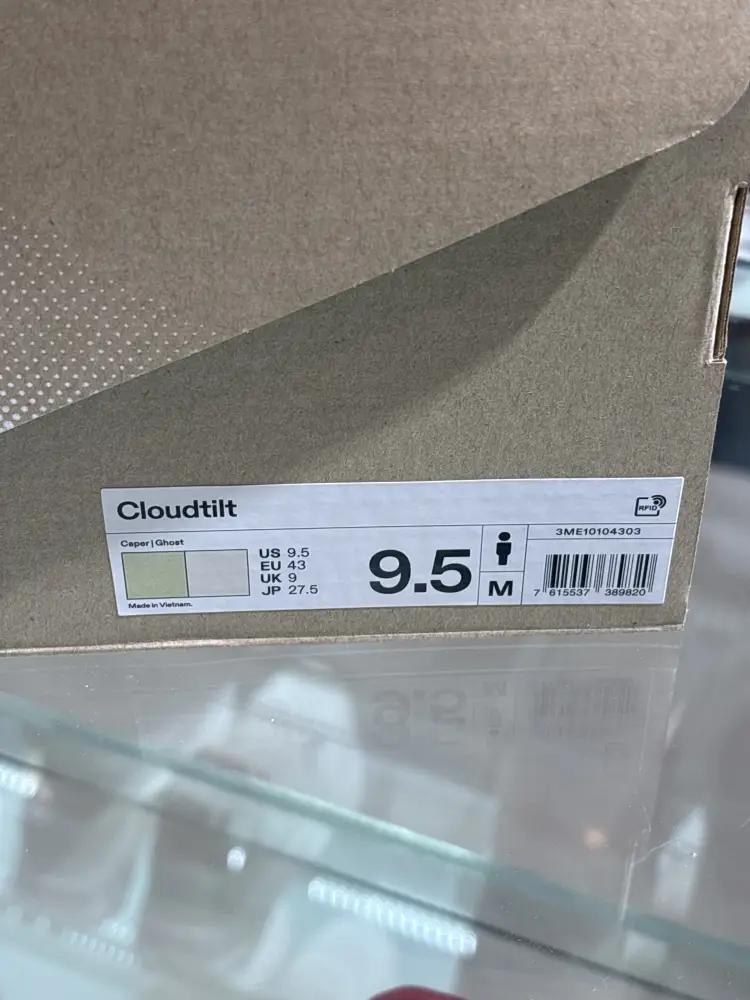 Cloudtilt
RFID
Caper | Ghost
US 9.5
EU 43
UK 9
JP 27.5
Made in Vietnam.
9.5
M
3ME10104303
7 615537 389820